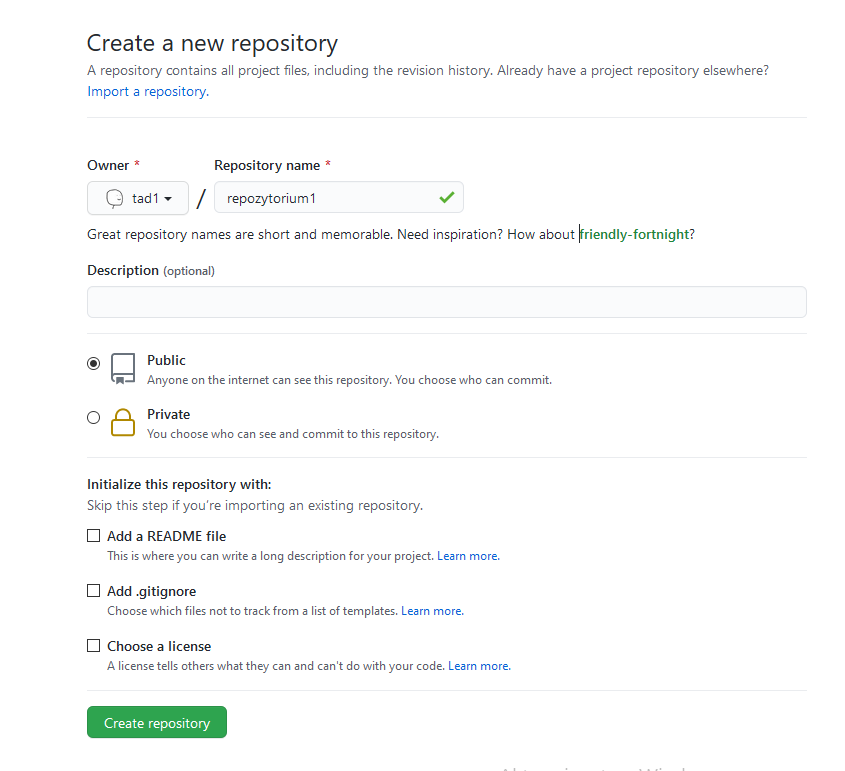 Create a new repository
A repository contains all project files, including the revision history. Already have a project repository elsewhere?
Import a repository.
Owner *
Repository name *
tad1 / repozytorium1
Great repository names are short and memorable. Need inspiration? How about friendly-fortnight?
Description (optional)
Public
Anyone on the internet can see this repository. You choose who can commit.
Private
You choose who can see and commit to this repository.
Initialize this repository with:
Skip this step if you're importing an existing repository.
Add a README file
This is where you can write a long description for your project. Learn more.
Add .gitignore
Choose which files not to track from a list of templates. Learn more.
Choose a license
A license tells others what they can and can't do with your code. Learn more.
Create repository